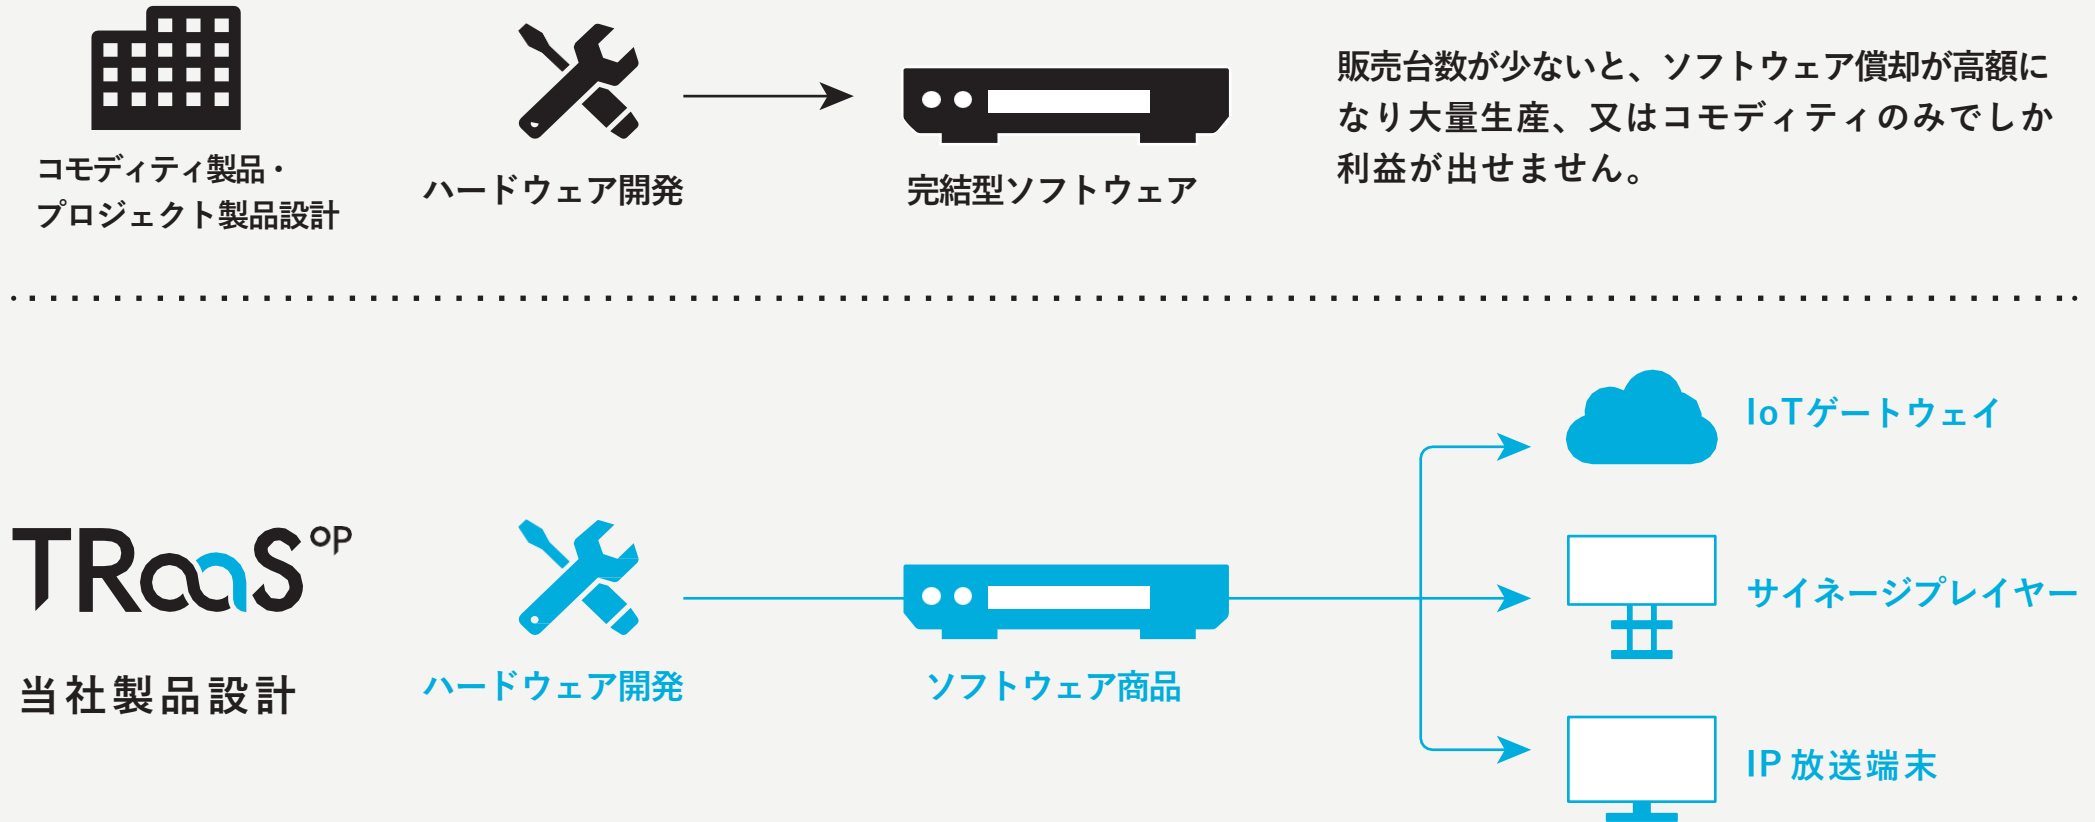 コモディティ製品・
プロジェクト製品設計
ハードウェア開発
完結型ソフトウェア
販売台数が少ないと、ソフトウェア償却が高額に
なり大量生産、又はコモディティのみでしか
利益が出せません。
TRaaS OP
当社製品設計
ハードウェア開発
ソフトウェア商品
IoTゲートウェイ
サイネージプレイヤー
IP放送端末